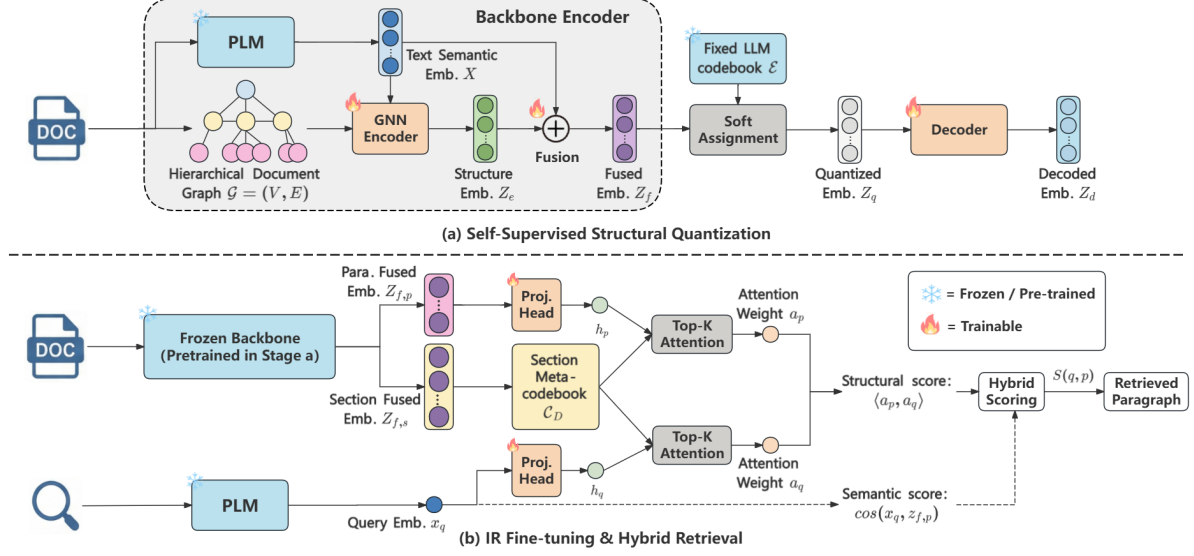 Backbone Encoder
PLM
Text Semantic
Emb. X
Fixed LLM
codebook ℰ
DOC
GNN
Encoder
Fusion
Soft
Assignment
Decoder
Hierarchical Document
Graph 𝒢 = (V, E)
Structure
Emb. Z_e
Fused
Emb. Z_f
Quantized
Emb. Z_q
Decoded
Emb. Z_d
(a) Self-Supervised Structural Quantization
DOC
Frozen Backbone
(Pretrained in Stage a)
Para. Fused
Emb. Z_{f,p}
Section Fused
Emb. Z_{f,s}
Proj.
Head
h_p
Section
Meta-
codebook
𝒞_D
Top-K
Attention
Attention
Weight a_p
Top-K
Attention
Attention
Weight a_q
= Frozen / Pre-trained
= Trainable
Structural score:
⟨a_p, a_q⟩
Hybrid
Scoring
S(q, p)
Retrieved
Paragraph
PLM
Query Emb. x_q
Proj.
Head
h_q
Semantic score:
cos(x_q, z_{f,p})
(b) IR Fine-tuning & Hybrid Retrieval